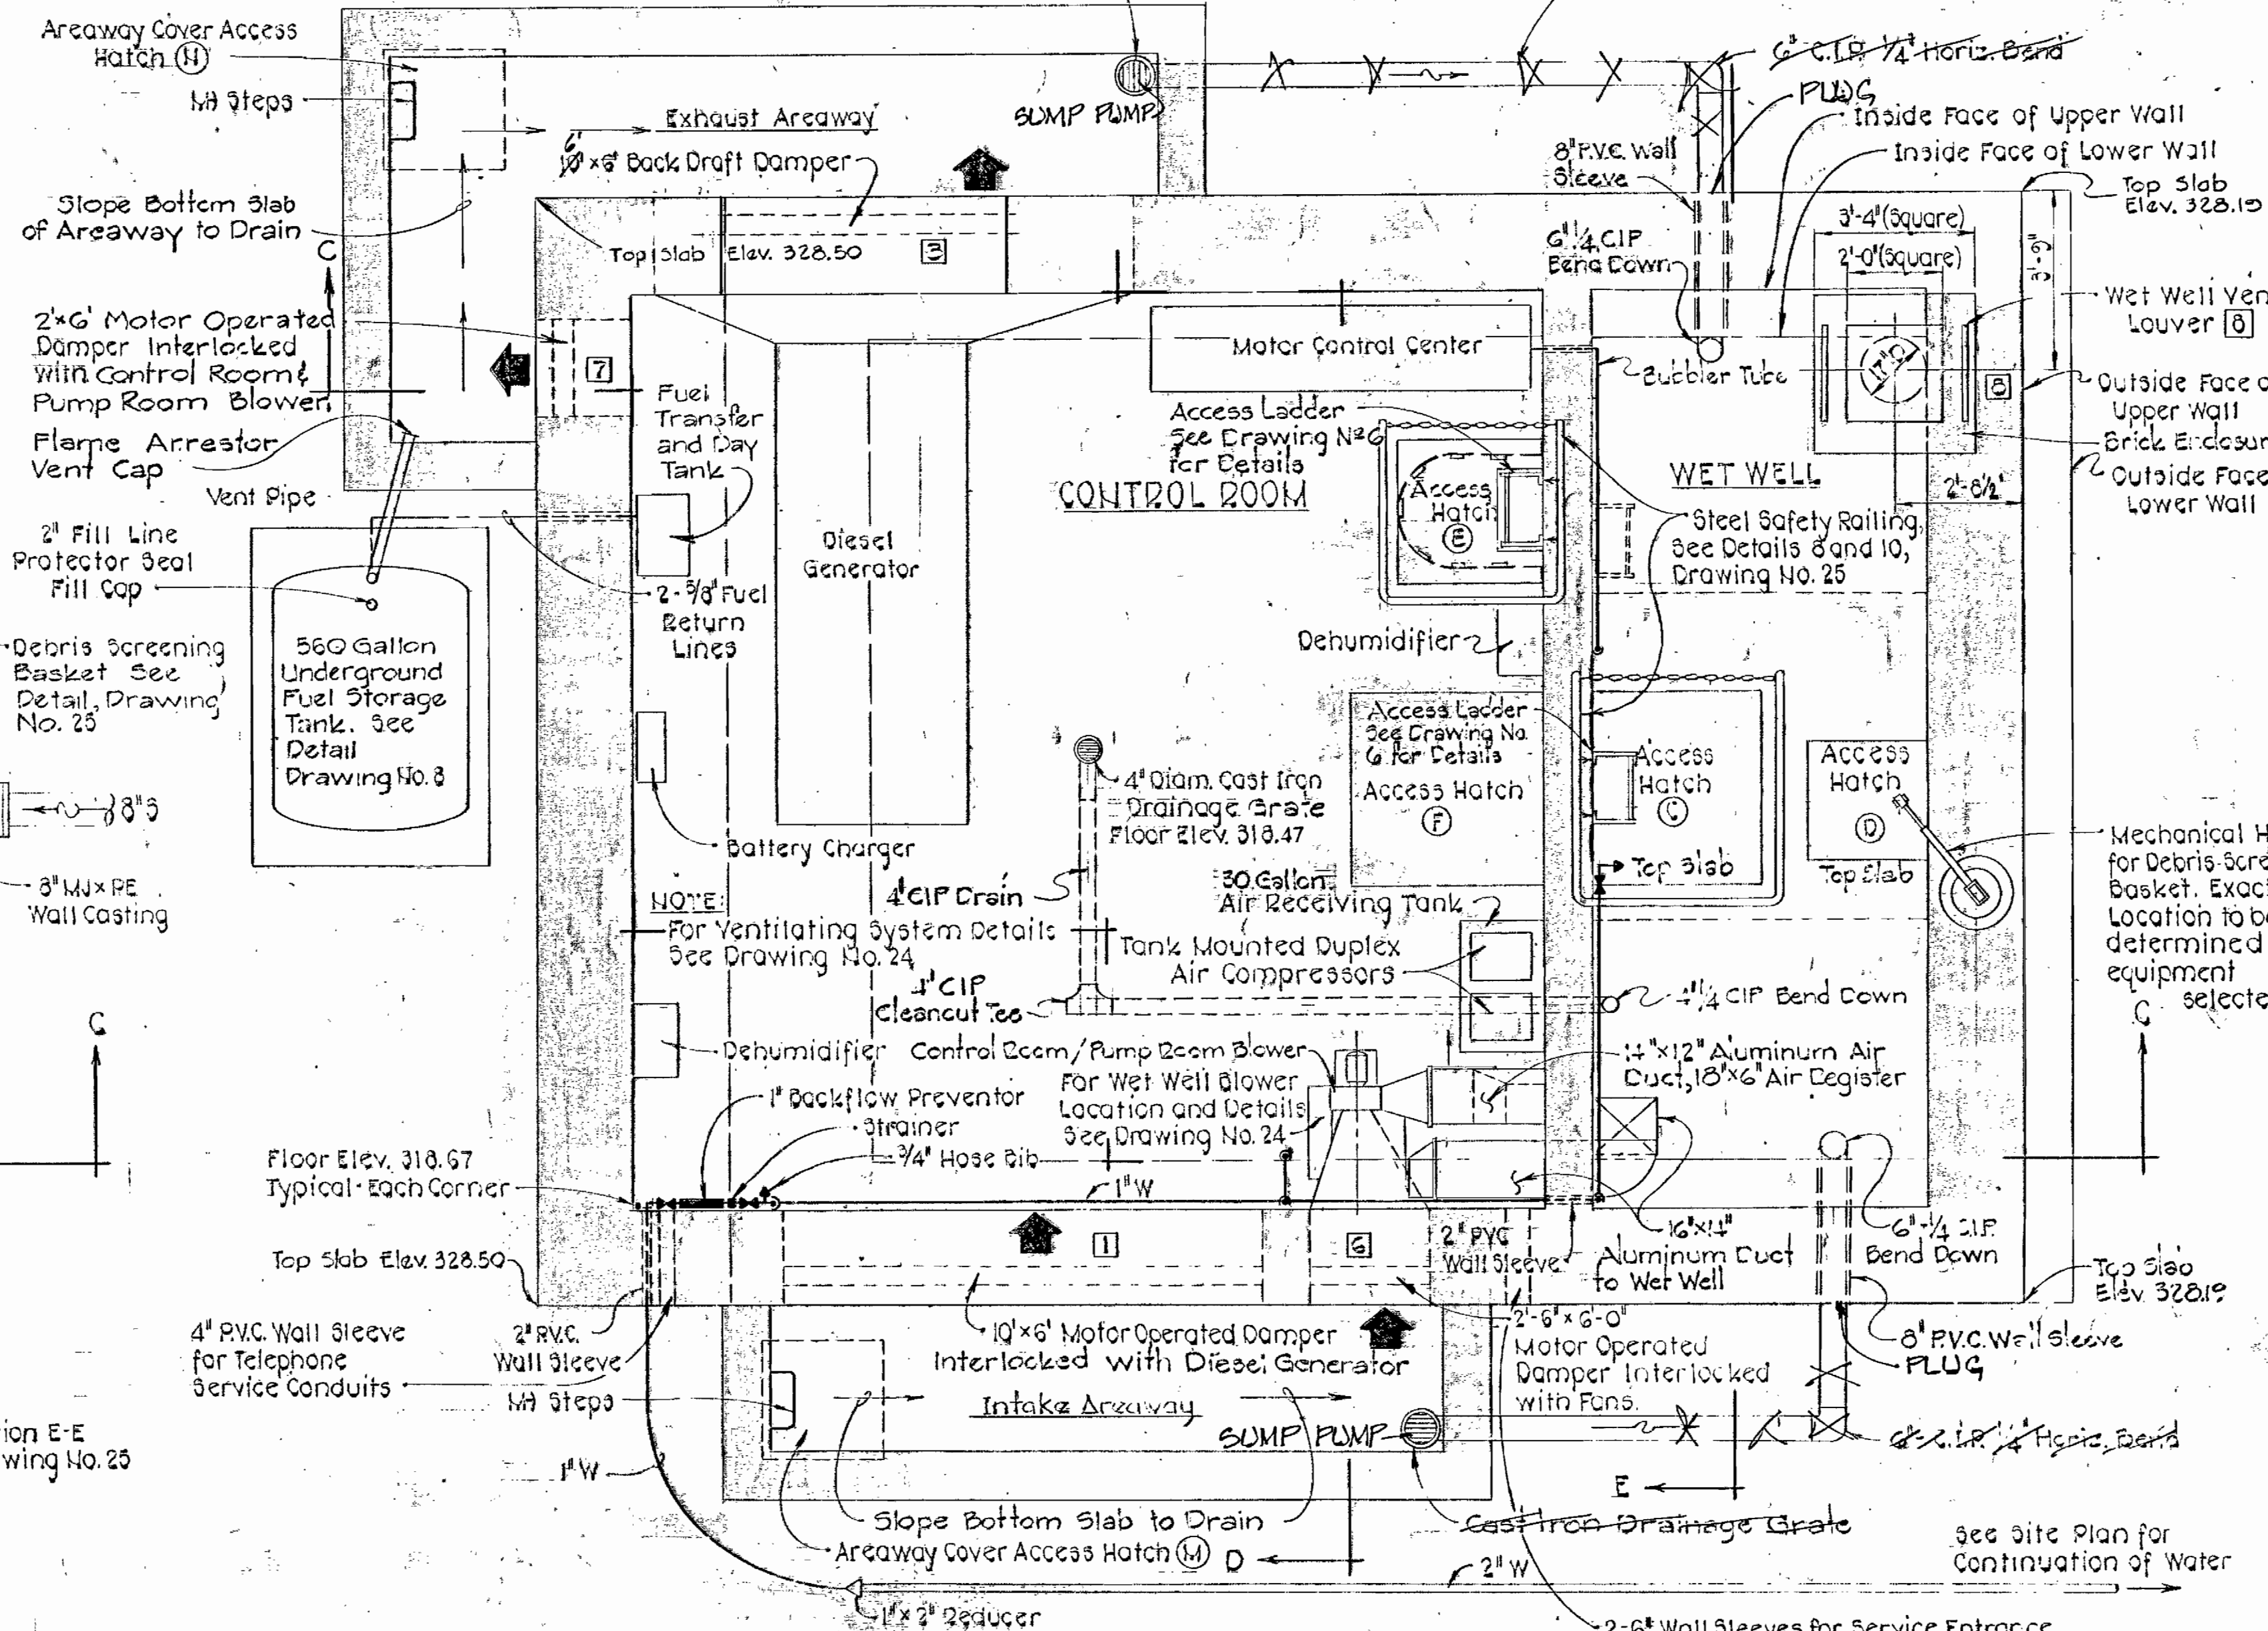 Areaway Cover Access
Hatch (N)
MH Steps
Exhaust Areaway
6'
10' x 6' Back Draft Damper
SUMP PUMP
6" C.I.P. 1/4 Horiz. Bend
PLUG
Inside Face of Upper Wall
Inside Face of Lower Wall
8" P.V.C. Wall
Sleeve
Top Slab
Elev. 328.19
Slope Bottom Slab
of Areaway to Drain
C
Top Slab Elev. 328.50
3
6" 1/4 CIP
Bend Down
3'-4" (Square)
2'-0" (Square)
3'-9"
2'x6' Motor Operated
Damper Interlocked
with Control Room &
Pump Room Blower
7
Flame Arrestor
Vent Cap
Vent Pipe
Fuel
Transfer
and Day
Tank
Motor Control Center
Bubbler Tube
17"D
Wet Well Ven
Louver 8
8
Outside Face o
Upper Wall
Brick Enclosur
Outside Face
Lower Wall
2'-8 1/2"
Access Ladder
See Drawing No 6
for Details
CONTROL ROOM
Access
Hatch
E
WET WELL
Steel Safety Railing,
See Details 8 and 10,
Drawing No. 25
2" Fill Line
Protector Seal
Fill Cap
Diesel
Generator
2-5/8" Fuel
Return
Lines
Dehumidifier
Debris Screening
Basket See
Detail, Drawing
No. 25
560 Gallon
Underground
Fuel Storage
Tank. See
Detail
Drawing No. 8
8"S
8" MJ x PE
Wall Casting
Battery Charger
4" Diam. Cast Iron
Drainage Grate
Floor Elev. 318.47
Access Ladder
See Drawing No.
6 for Details
Access Hatch
F
Access
Hatch
C
Access
Hatch
D
Top Slab
Top Slab
Mechanical H
for Debris Scre
Basket. Exac
Location to be
determined
equipment
selecte
NOTE:
For Ventilating System Details
See Drawing No. 24
4" CIP Drain
30 Gallon
Air Receiving Tank
Tank Mounted Duplex
Air Compressors
4" CIP
Cleanout Tee
4" 1/4 CIP Bend Down
C
C
Dehumidifier
Control Room/Pump Room Blower
For Wet Well Blower
Location and Details
See Drawing No. 24
14"x12" Aluminum Air
Duct, 18"x6" Air Register
1" Backflow Preventor
Strainer
3/4" Hose Bib
1" W
Floor Elev. 318.67
Typical - Each Corner
Top Slab Elev. 328.50
1
6
2" PVC
Wall Sleeve
16"x14"
Aluminum Duct
to Wet Well
6"-1/4 C.I.P.
Bend Down
Top Slab
Elev. 328.19
4" P.V.C. Wall Sleeve
for Telephone
Service Conduits
2" P.V.C.
Wall Sleeve
MH Steps
10'x6' Motor Operated Damper
Interlocked with Diesel Generator
Intake Areaway
SUMP PUMP
2'-6" x 6'-0"
Motor Operated
Damper Interlocked
with Fans.
8" P.V.C. Wall Sleeve
PLUG
6" C.I.P. 1/4 Horiz. Bend
ion E-E
wing No. 25
1" W
E
Slope Bottom Slab to Drain
Areaway Cover Access Hatch (M)
D
Cast Iron Drainage Grate
See Site Plan for
Continuation of Water
2" W
1" x 2" Reducer
2-6" Wall Sleeves for Service Entrance